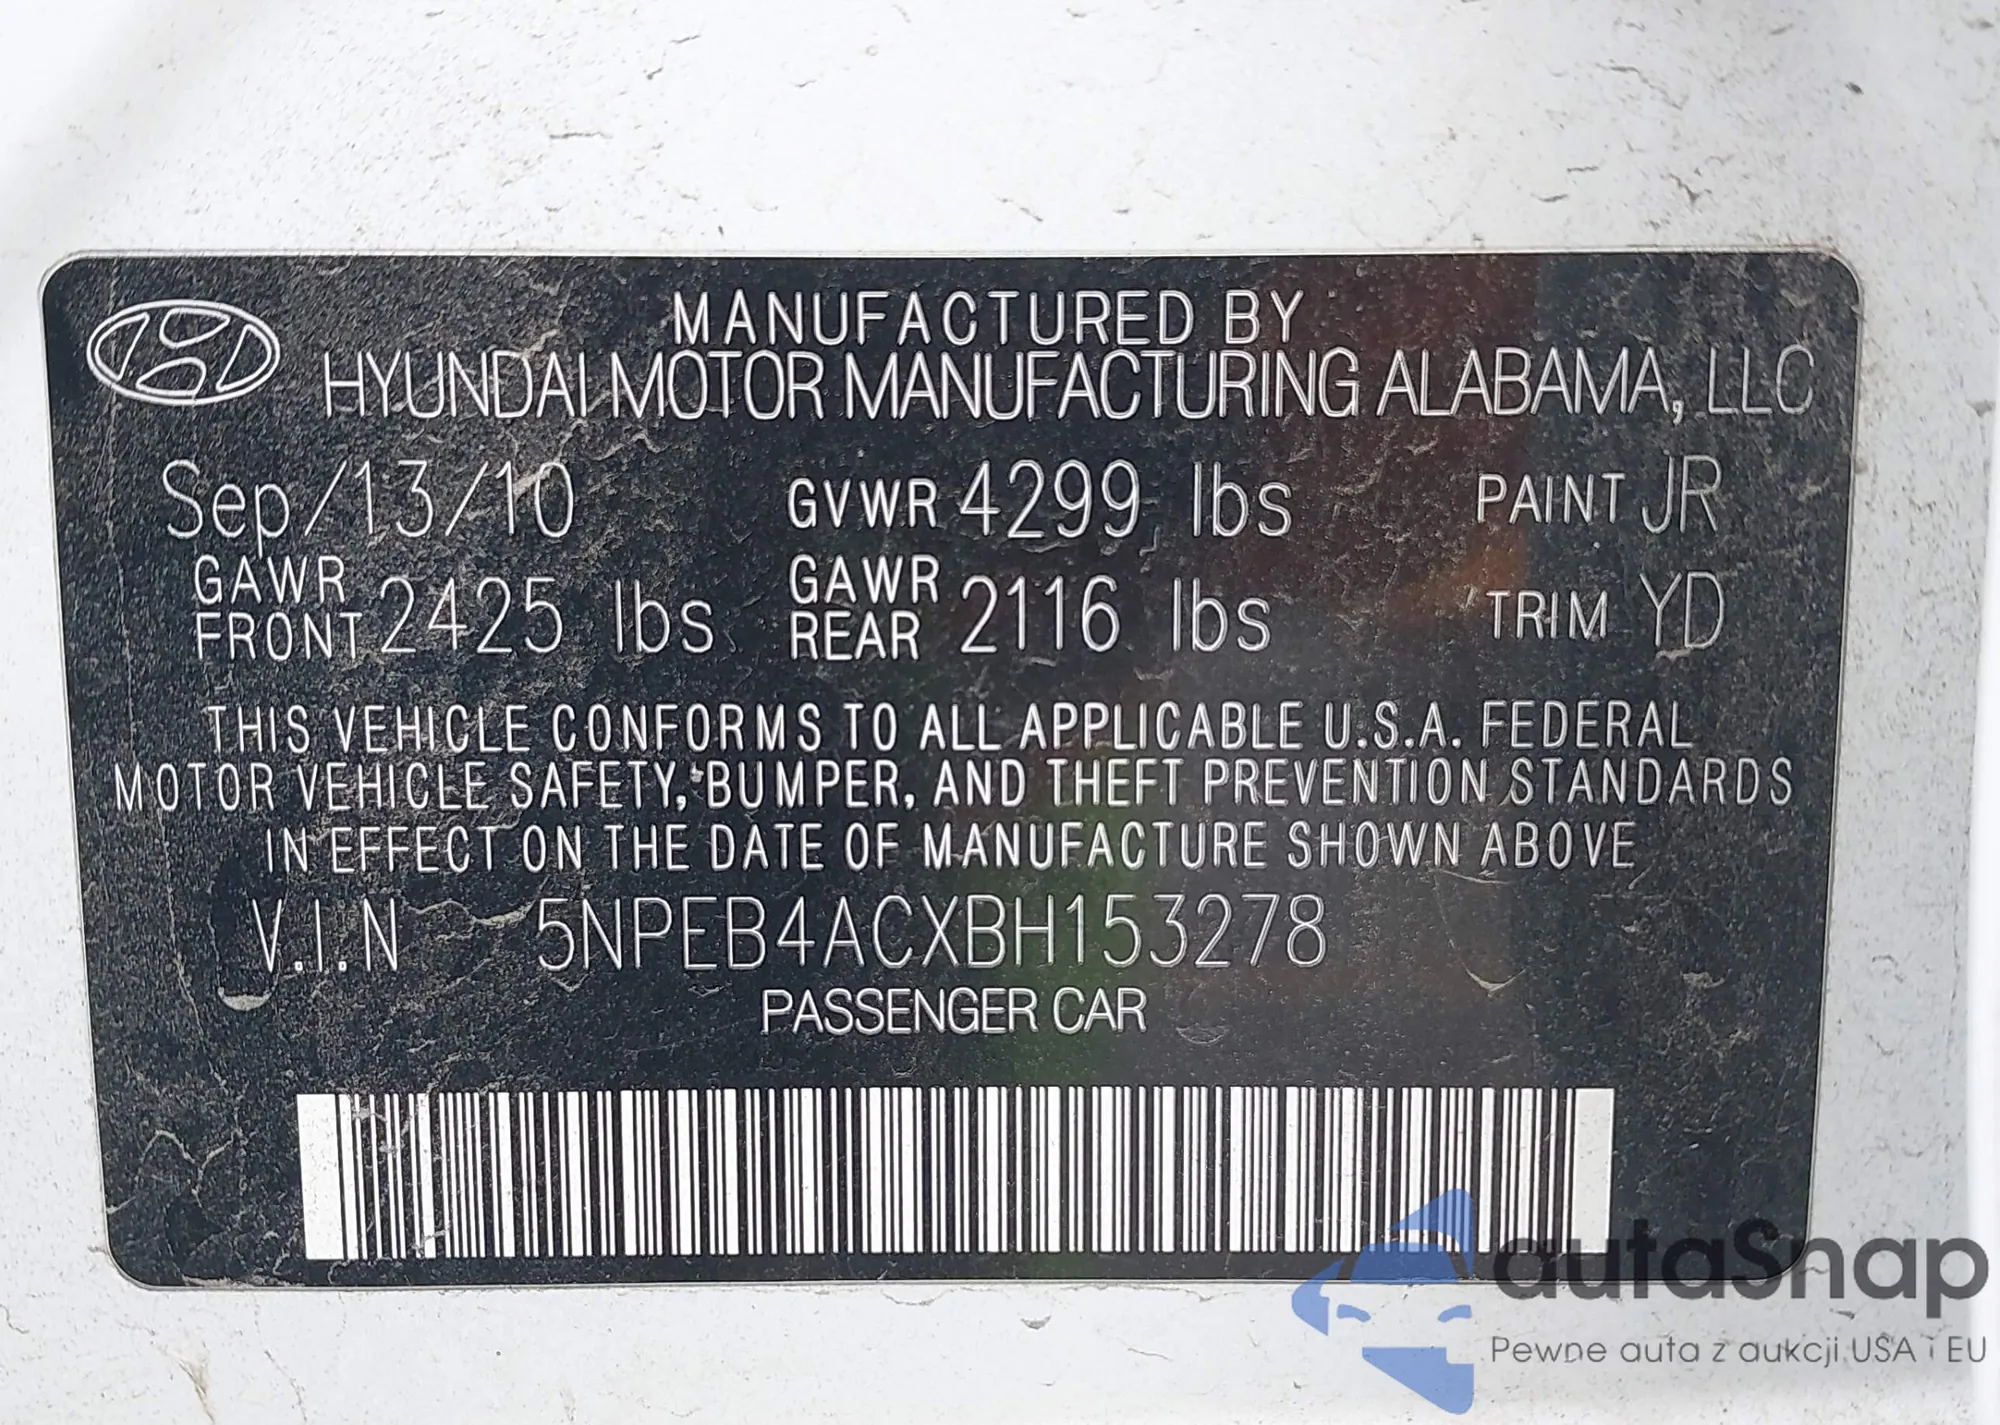 MANUFACTURED BY
HYUNDAI MOTOR MANUFACTURING ALABAMA, LLC
Sep/13/10 GVWR 4299 lbs PAINT JR
GAWR FRONT 2425 lbs GAWR REAR 2116 lbs TRIM YD
THIS VEHICLE CONFORMS TO ALL APPLICABLE U.S.A. FEDERAL
MOTOR VEHICLE SAFETY, BUMPER, AND THEFT PREVENTION STANDARDS
IN EFFECT ON THE DATE OF MANUFACTURE SHOWN ABOVE
V.I.N 5NPEB4ACXBH153278
PASSENGER CAR
autaSnap
Pewne auta z aukcji USA i EU